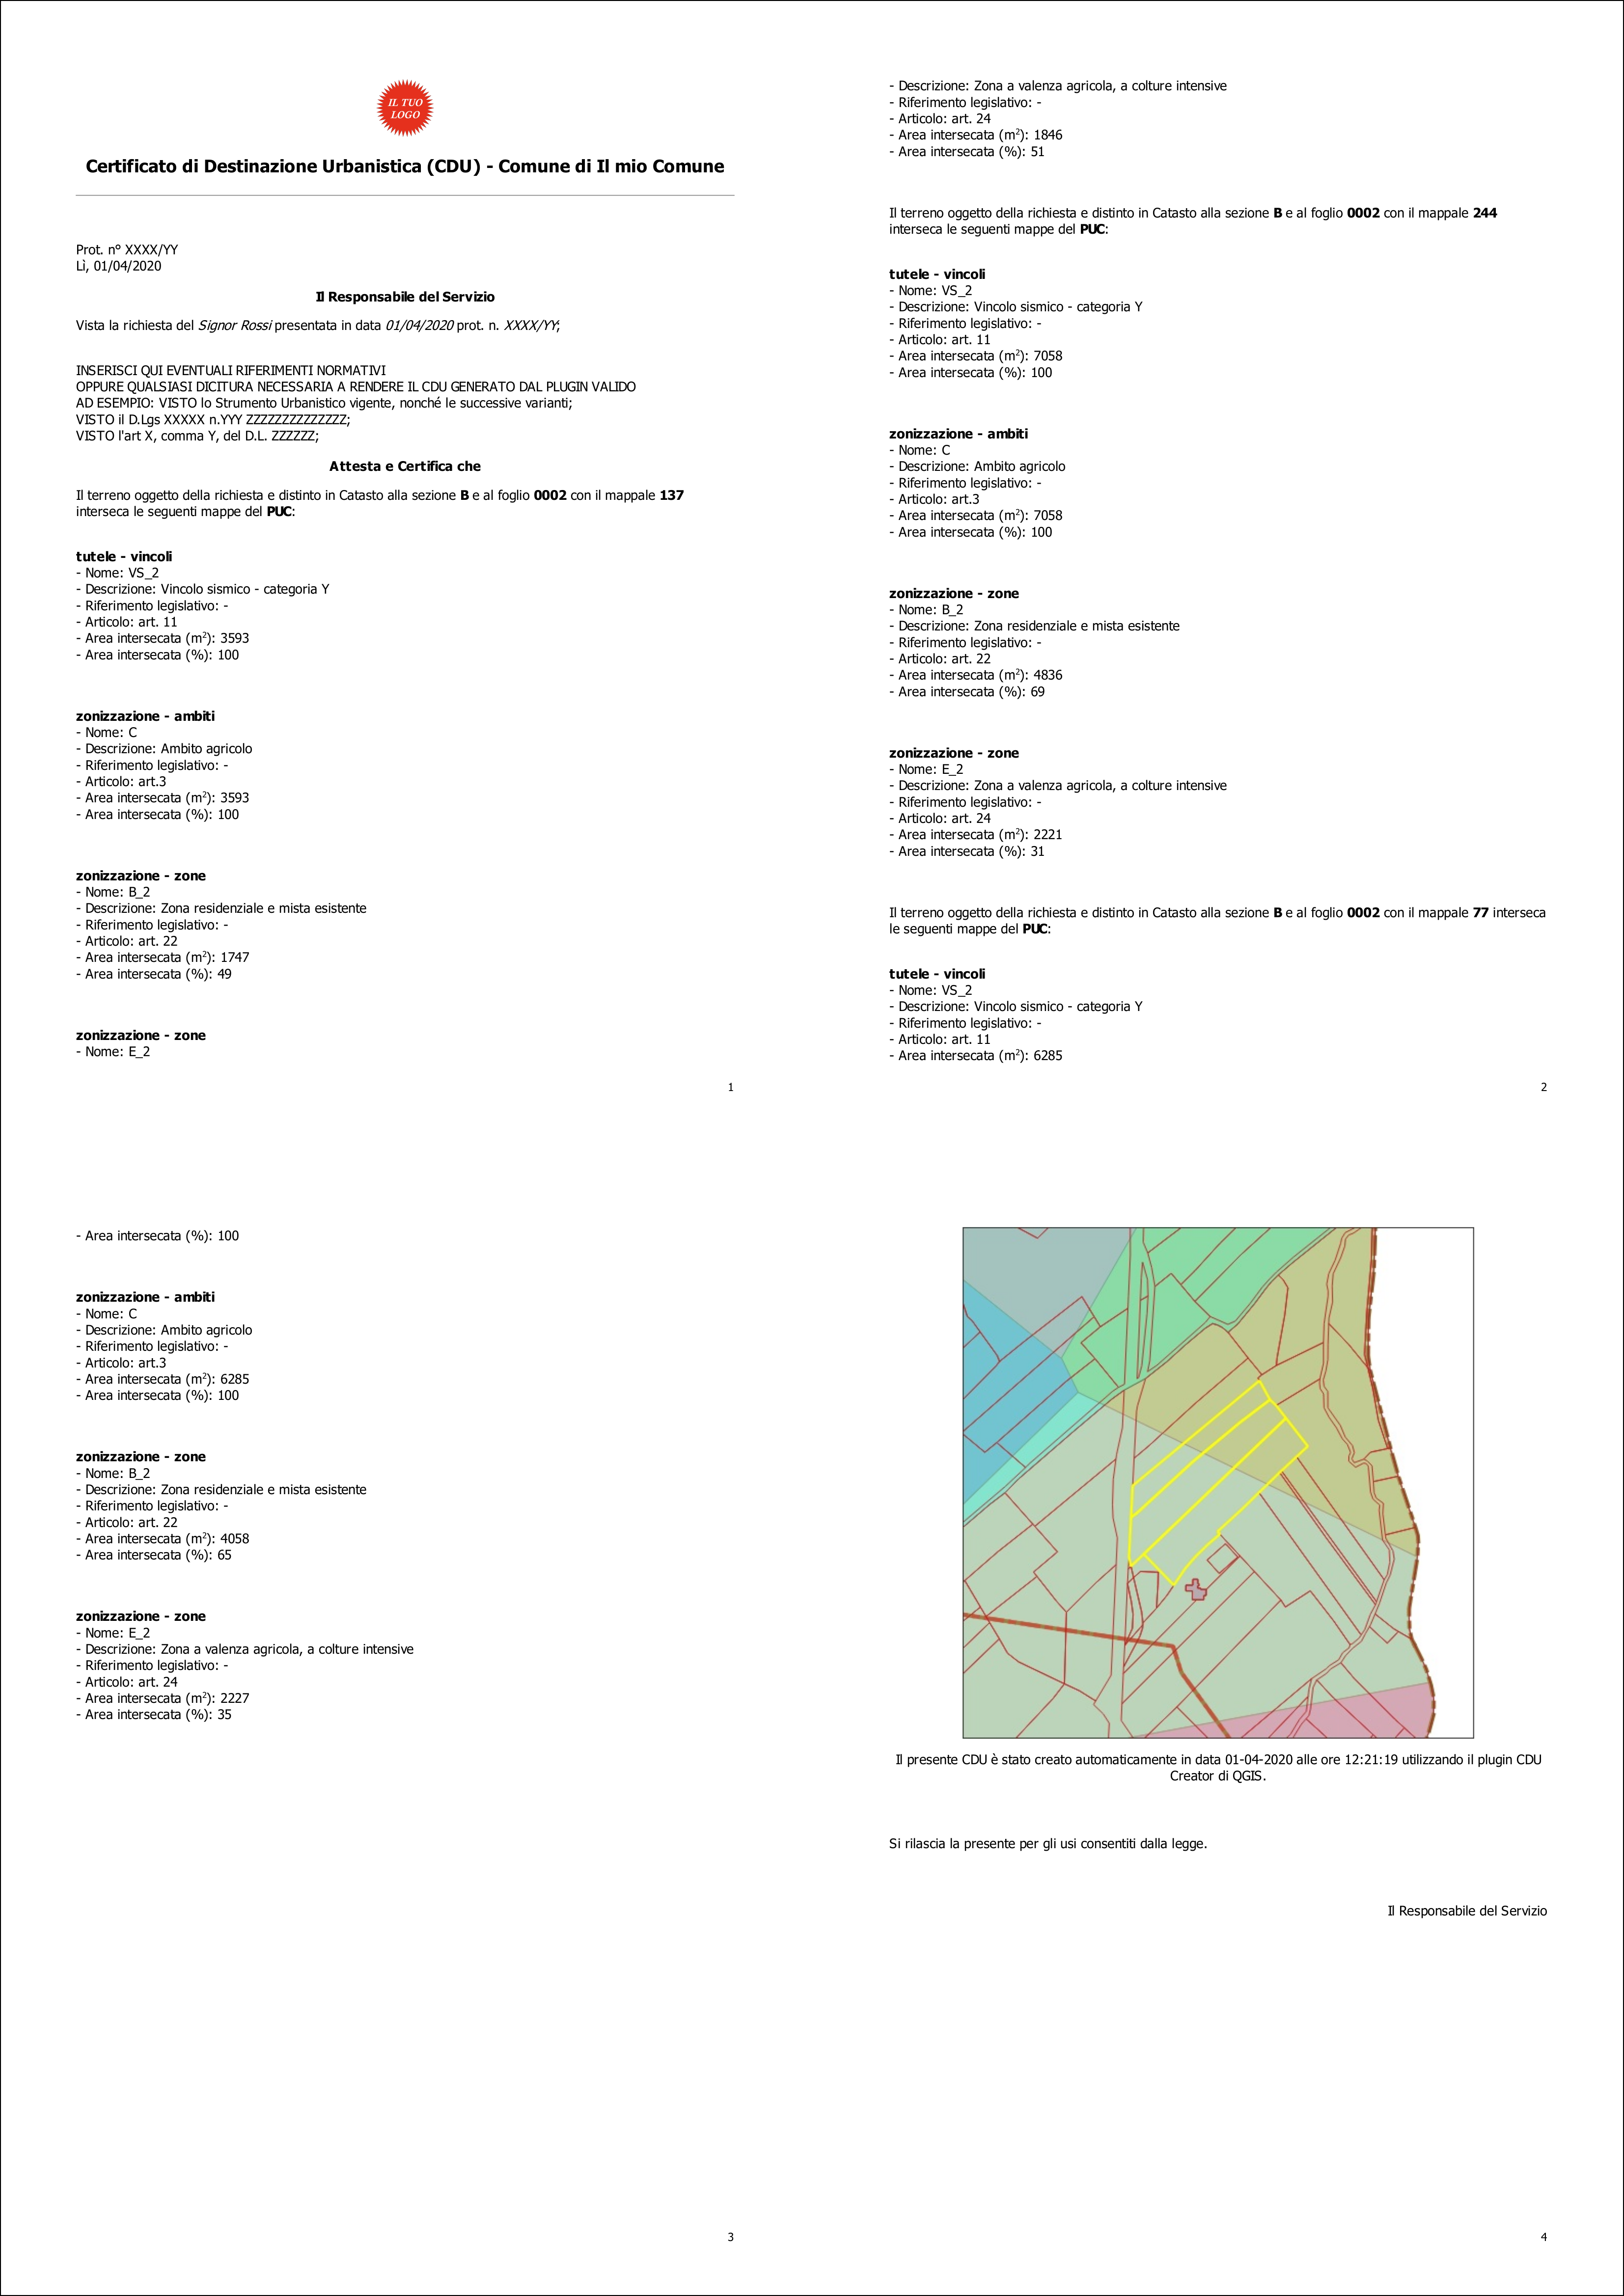 IL TUO
LOGO
Certificato di Destinazione Urbanistica (CDU) - Comune di Il mio Comune
Prot. n° XXXX/YY
Lì, 01/04/2020
Il Responsabile del Servizio
Vista la richiesta del Signor Rossi presentata in data 01/04/2020 prot. n. XXXX/YY;
INSERISCI QUI EVENTUALI RIFERIMENTI NORMATIVI
OPPURE QUALSIASI DICITURA NECESSARIA A RENDERE IL CDU GENERATO DAL PLUGIN VALIDO
AD ESEMPIO: VISTO lo Strumento Urbanistico vigente, nonché le successive varianti;
VISTO il D.Lgs XXXXX n.YYY ZZZZZZZZZZZZZZ;
VISTO l'art X, comma Y, del D.L. ZZZZZZ;
Attesta e Certifica che
Il terreno oggetto della richiesta e distinto in Catasto alla sezione B e al foglio 0002 con il mappale 137
interseca le seguenti mappe del PUC:
tutele - vincoli
- Nome: VS_2
- Descrizione: Vincolo sismico - categoria Y
- Riferimento legislativo: -
- Articolo: art. 11
- Area intersecata (m²): 3593
- Area intersecata (%): 100
zonizzazione - ambiti
- Nome: C
- Descrizione: Ambito agricolo
- Riferimento legislativo: -
- Articolo: art.3
- Area intersecata (m²): 3593
- Area intersecata (%): 100
zonizzazione - zone
- Nome: B_2
- Descrizione: Zona residenziale e mista esistente
- Riferimento legislativo: -
- Articolo: art. 22
- Area intersecata (m²): 1747
- Area intersecata (%): 49
zonizzazione - zone
- Nome: E_2
1
- Descrizione: Zona a valenza agricola, a colture intensive
- Riferimento legislativo: -
- Articolo: art. 24
- Area intersecata (m²): 1846
- Area intersecata (%): 51
Il terreno oggetto della richiesta e distinto in Catasto alla sezione B e al foglio 0002 con il mappale 244
interseca le seguenti mappe del PUC:
tutele - vincoli
- Nome: VS_2
- Descrizione: Vincolo sismico - categoria Y
- Riferimento legislativo: -
- Articolo: art. 11
- Area intersecata (m²): 7058
- Area intersecata (%): 100
zonizzazione - ambiti
- Nome: C
- Descrizione: Ambito agricolo
- Riferimento legislativo: -
- Articolo: art.3
- Area intersecata (m²): 7058
- Area intersecata (%): 100
zonizzazione - zone
- Nome: B_2
- Descrizione: Zona residenziale e mista esistente
- Riferimento legislativo: -
- Articolo: art. 22
- Area intersecata (m²): 4836
- Area intersecata (%): 69
zonizzazione - zone
- Nome: E_2
- Descrizione: Zona a valenza agricola, a colture intensive
- Riferimento legislativo: -
- Articolo: art. 24
- Area intersecata (m²): 2221
- Area intersecata (%): 31
Il terreno oggetto della richiesta e distinto in Catasto alla sezione B e al foglio 0002 con il mappale 77 interseca
le seguenti mappe del PUC:
tutele - vincoli
- Nome: VS_2
- Descrizione: Vincolo sismico - categoria Y
- Riferimento legislativo: -
- Articolo: art. 11
- Area intersecata (m²): 6285
2
- Area intersecata (%): 100
zonizzazione - ambiti
- Nome: C
- Descrizione: Ambito agricolo
- Riferimento legislativo: -
- Articolo: art.3
- Area intersecata (m²): 6285
- Area intersecata (%): 100
zonizzazione - zone
- Nome: B_2
- Descrizione: Zona residenziale e mista esistente
- Riferimento legislativo: -
- Articolo: art. 22
- Area intersecata (m²): 4058
- Area intersecata (%): 65
zonizzazione - zone
- Nome: E_2
- Descrizione: Zona a valenza agricola, a colture intensive
- Riferimento legislativo: -
- Articolo: art. 24
- Area intersecata (m²): 2227
- Area intersecata (%): 35
3
Il presente CDU è stato creato automaticamente in data 01-04-2020 alle ore 12:21:19 utilizzando il plugin CDU
Creator di QGIS.
Si rilascia la presente per gli usi consentiti dalla legge.
Il Responsabile del Servizio
4